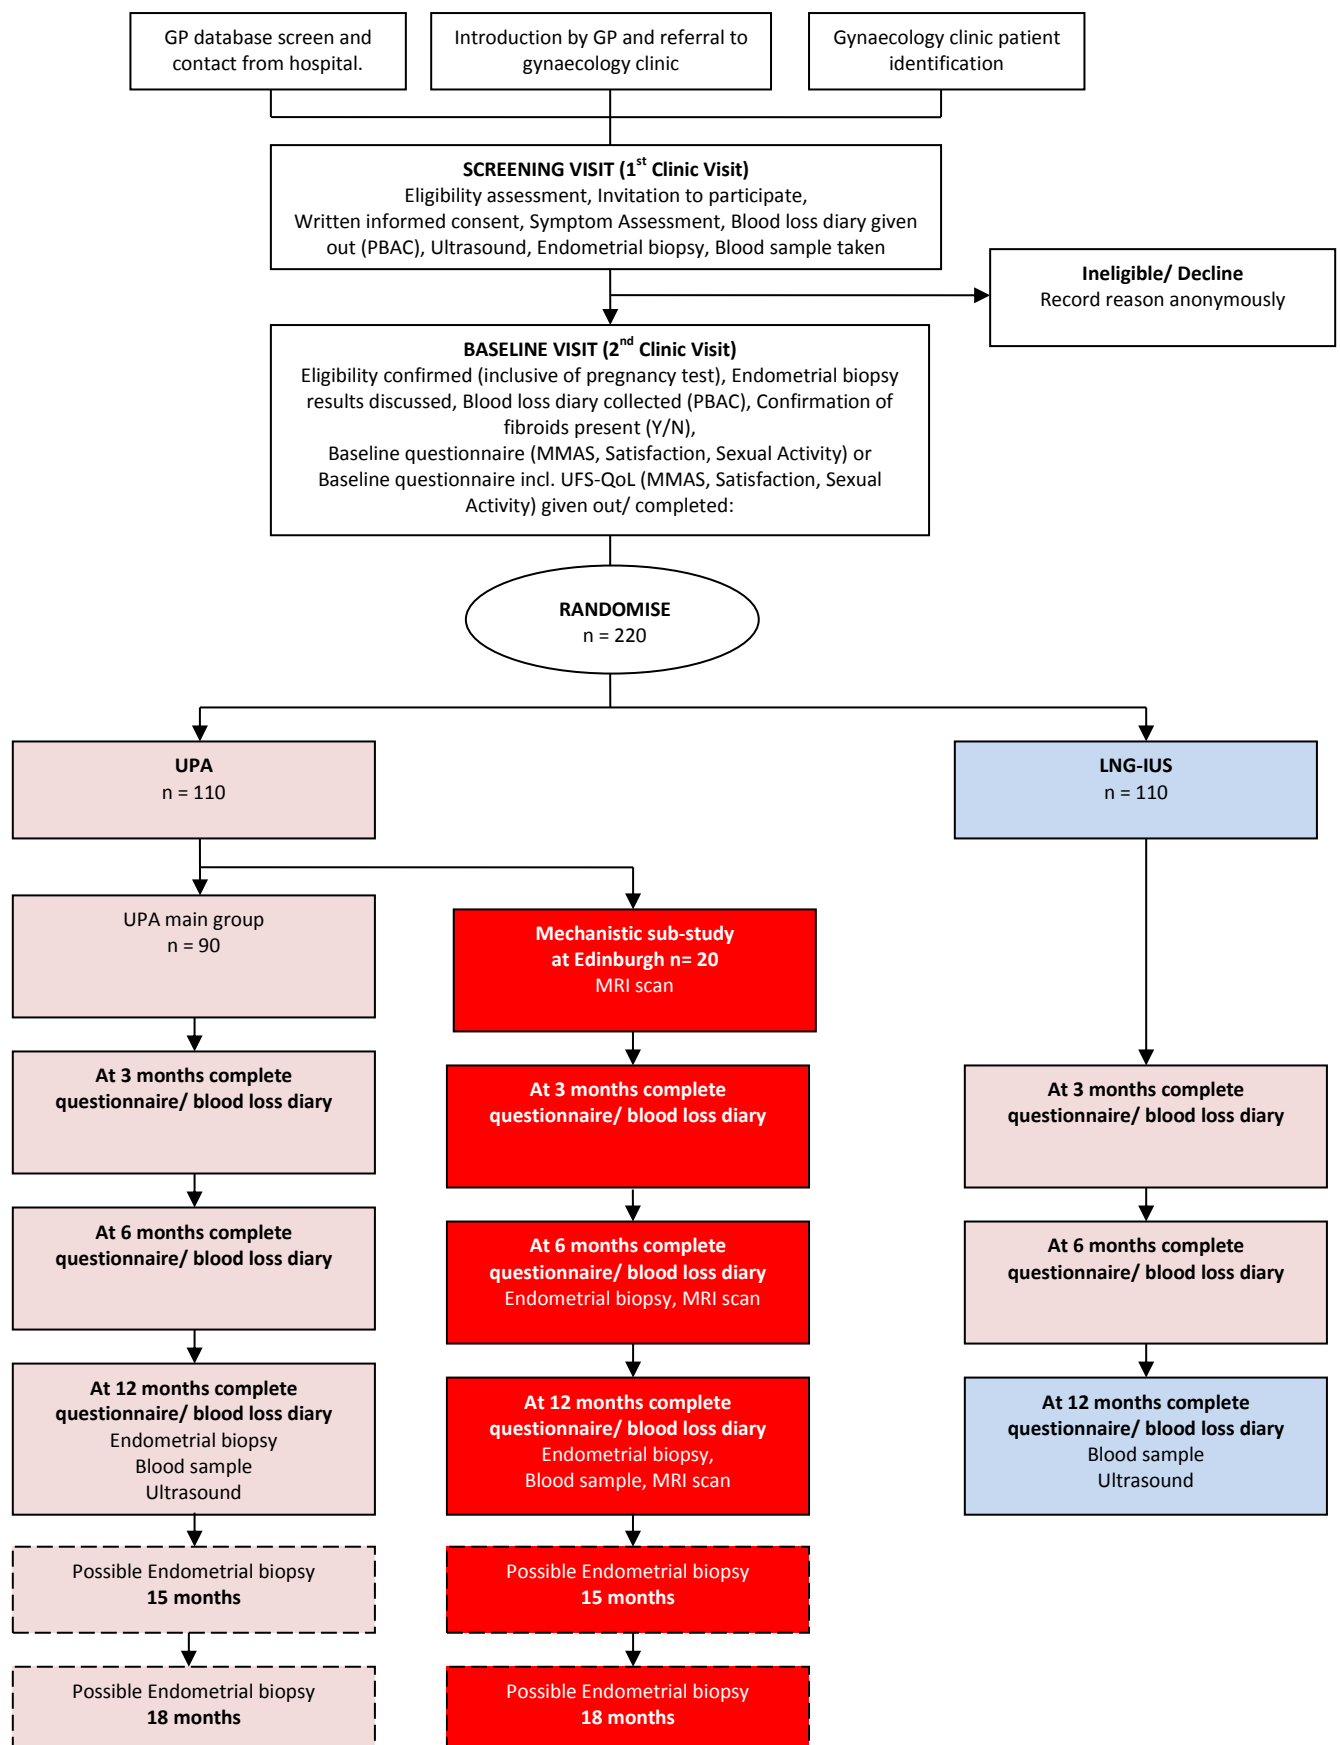 GP database screen and
contact from hospital.
Introduction by GP and referral to
gynaecology clinic
Gynaecology clinic patient
identification
SCREENING VISIT (1st Clinic Visit)
Eligibility assessment, Invitation to participate,
Written informed consent, Symptom Assessment, Blood loss diary given
out (PBAC), Ultrasound, Endometrial biopsy, Blood sample taken
Ineligible/ Decline
Record reason anonymously
BASELINE VISIT (2nd Clinic Visit)
Eligibility confirmed (inclusive of pregnancy test), Endometrial biopsy
results discussed, Blood loss diary collected (PBAC), Confirmation of
fibroids present (Y/N),
Baseline questionnaire (MMAS, Satisfaction, Sexual Activity) or
Baseline questionnaire incl. UFS-QoL (MMAS, Satisfaction, Sexual
Activity) given out/ completed:
RANDOMISE
n = 220
UPA
n = 110
LNG-IUS
n = 110
UPA main group
n = 90
Mechanistic sub-study
at Edinburgh n= 20
MRI scan
At 3 months complete
questionnaire/ blood loss diary
At 3 months complete
questionnaire/ blood loss diary
At 3 months complete
questionnaire/ blood loss diary
At 6 months complete
questionnaire/ blood loss diary
At 6 months complete
questionnaire/ blood loss diary
Endometrial biopsy, MRI scan
At 6 months complete
questionnaire/ blood loss diary
At 12 months complete
questionnaire/ blood loss diary
Endometrial biopsy
Blood sample
Ultrasound
At 12 months complete
questionnaire/ blood loss diary
Endometrial biopsy,
Blood sample, MRI scan
At 12 months complete
questionnaire/ blood loss diary
Blood sample
Ultrasound
Possible Endometrial biopsy
15 months
Possible Endometrial biopsy
15 months
Possible Endometrial biopsy
18 months
Possible Endometrial biopsy
18 months